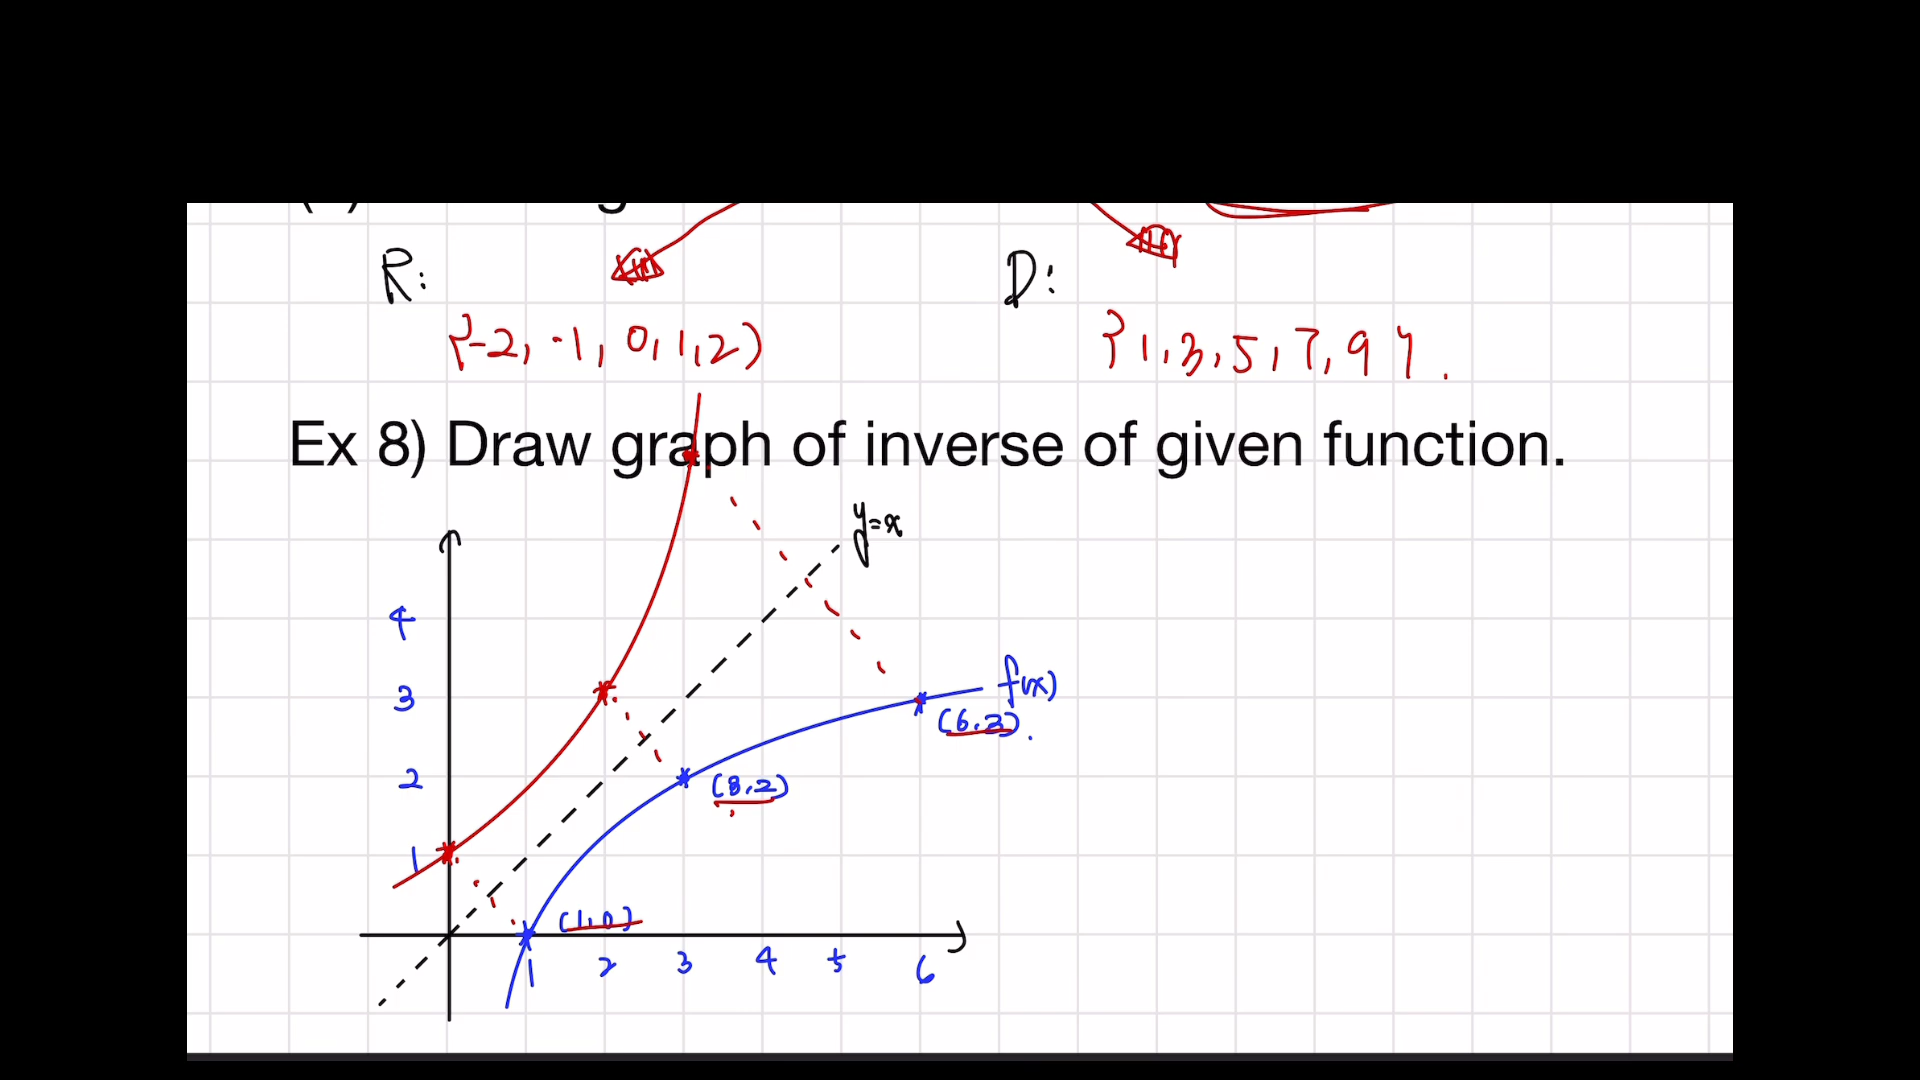 R:
D:
{-2, -1, 0, 1, 2}
{1, 3, 5, 7, 9}.
Ex 8) Draw graph of inverse of given function.
y=x
4
f(x)
3
(6,3).
2
(3,2)
1
(1,0)
1 2 3 4 5 6